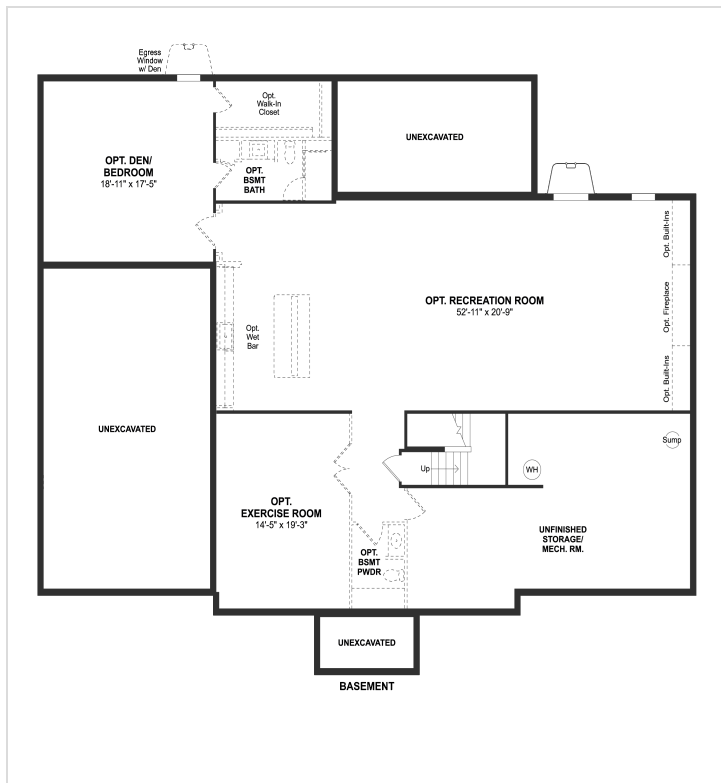 Egress
Window
w/ Den
Opt.
Walk-In
Closet
UNEXCAVATED
OPT. DEN/
BEDROOM
18'-11" x 17'-5"
OPT.
BSMT
BATH
Opt. Built-Ins
Opt. Fireplace
Opt. Built-Ins
OPT. RECREATION ROOM
52'-11" x 20'-9"
Opt.
Wet
Bar
UNEXCAVATED
Up
WH
Sump
OPT.
EXERCISE ROOM
14'-5" x 19'-3"
OPT.
BSMT
PWDR
UNFINISHED
STORAGE/
MECH. RM.
UNEXCAVATED
BASEMENT